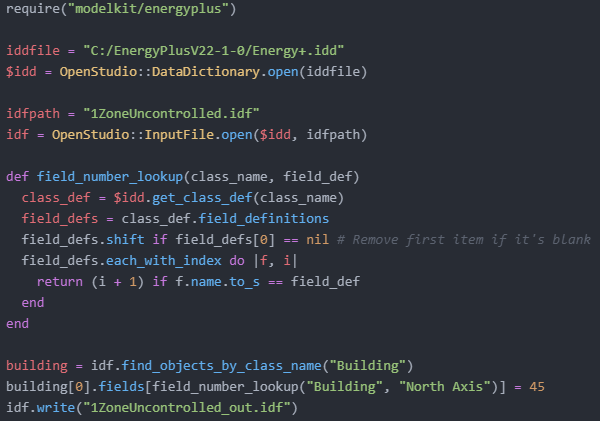 require("modelkit/energyplus")
iddfile = "C:/EnergyPlusV22-1-0/Energy+.idd"
$idd = OpenStudio::DataDictionary.open(iddfile)
idfpath = "1ZoneUncontrolled.idf"
idf = OpenStudio::InputFile.open($idd, idfpath)
def field_number_lookup(class_name, field_def)
  class_def = $idd.get_class_def(class_name)
  field_defs = class_def.field_definitions
  field_defs.shift if field_defs[0] == nil # Remove first item if it's blank
  field_defs.each_with_index do |f, i|
    return (i + 1) if f.name.to_s == field_def
  end
end
building = idf.find_objects_by_class_name("Building")
building[0].fields[field_number_lookup("Building", "North Axis")] = 45
idf.write("1ZoneUncontrolled_out.idf")